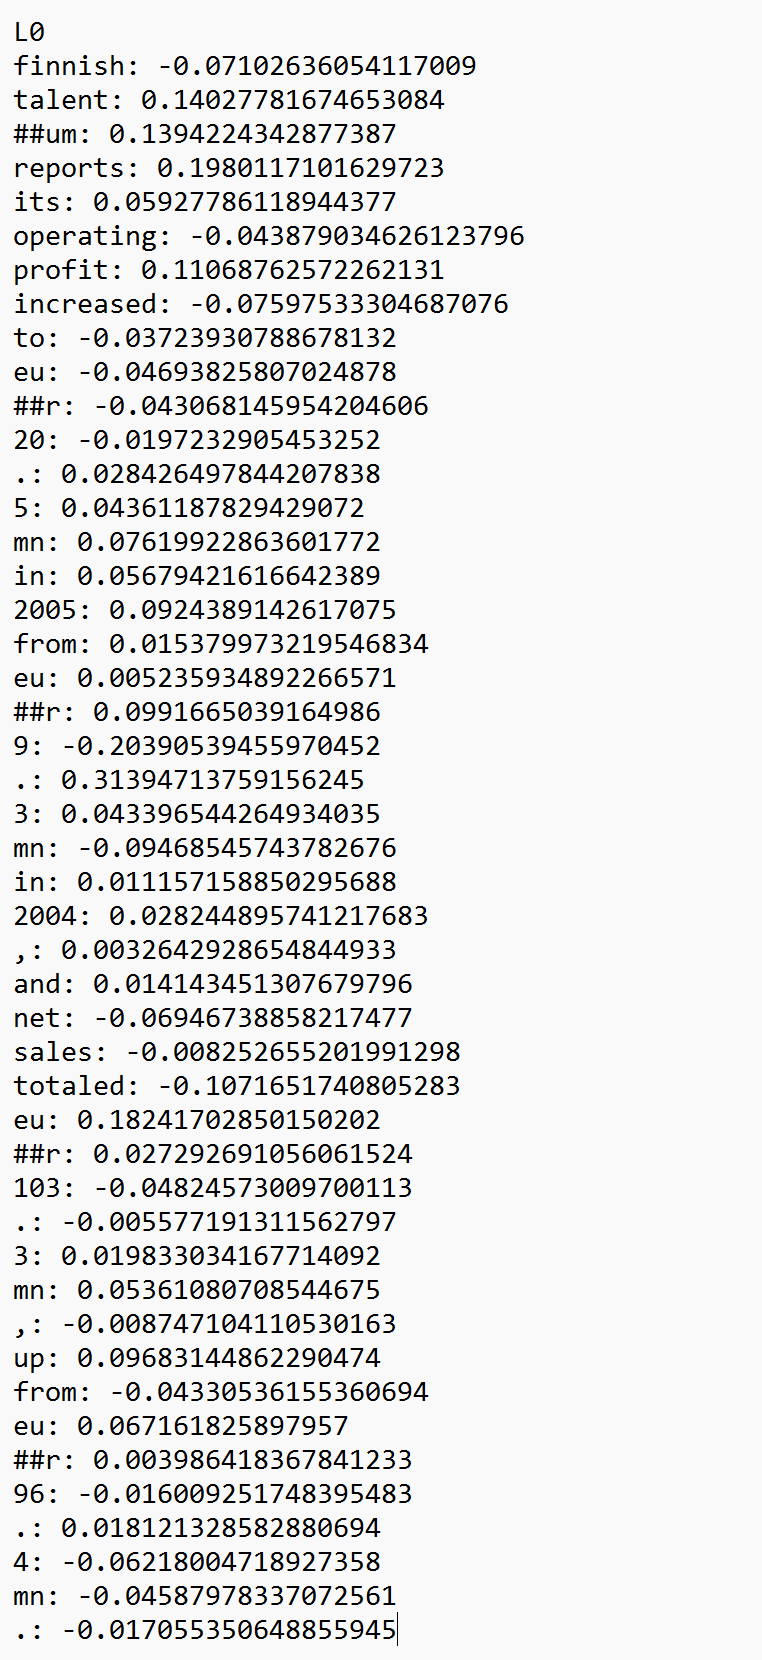 L0
finnish: -0.07102636054117009
talent: 0.14027781674653084
##um: 0.1394224342877387
reports: 0.1980117101629723
its: 0.05927786118944377
operating: -0.043879034626123796
profit: 0.11068762572262131
increased: -0.07597533304687076
to: -0.03723930788678132
eu: -0.04693825807024878
##r: -0.043068145954204606
20: -0.0197232905453252
.: 0.028426497844207838
5: 0.04361187829429072
mn: 0.07619922863601772
in: 0.05679421616642389
2005: 0.0924389142617075
from: 0.015379973219546834
eu: 0.005235934892266571
##r: 0.0991665039164986
9: -0.20390539455970452
.: 0.31394713759156245
3: 0.043396544264934035
mn: -0.09468545743782676
in: 0.011157158850295688
2004: 0.028244895741217683
,: 0.0032642928654844933
and: 0.014143451307679796
net: -0.06946738858217477
sales: -0.008252655201991298
totaled: -0.1071651740805283
eu: 0.18241702850150202
##r: 0.027292691056061524
103: -0.04824573009700113
.: -0.005577191311562797
3: 0.019833034167714092
mn: 0.05361080708544675
,: -0.008747104110530163
up: 0.09683144862290474
from: -0.04330536155360694
eu: 0.067161825897957
##r: 0.003986418367841233
96: -0.016009251748395483
.: 0.018121328582880694
4: -0.06218004718927358
mn: -0.04587978337072561
.: -0.017055350648855945